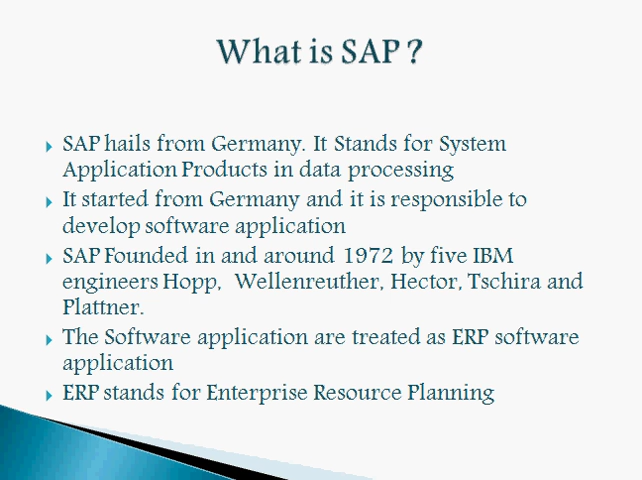 What is SAP ?
SAP hails from Germany. It Stands for System
Application Products in data processing
It started from Germany and it is responsible to
develop software application
SAP Founded in and around 1972 by five IBM
engineers Hopp, Wellenreuther, Hector, Tschira and
Plattner.
The Software application are treated as ERP software
application
ERP stands for Enterprise Resource Planning